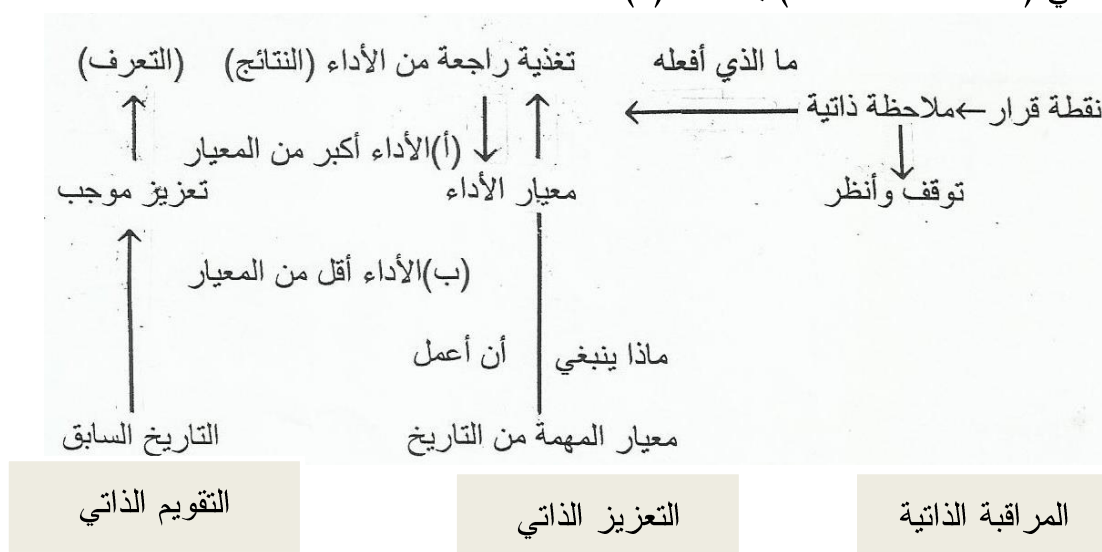 ما الذي أفعله تغذية راجعة من الأداء (النتائج) (التعرف)
نقطة قرار←ملاحظة ذاتية
(أ)الأداء أكبر من المعيار
توقف وأنظر معيار الأداء تعزيز موجب
(ب)الأداء أقل من المعيار
ماذا ينبغي أن أعمل
معيار المهمة من التاريخ التاريخ السابق
المراقبة الذاتية التعزيز الذاتي التقويم الذاتي